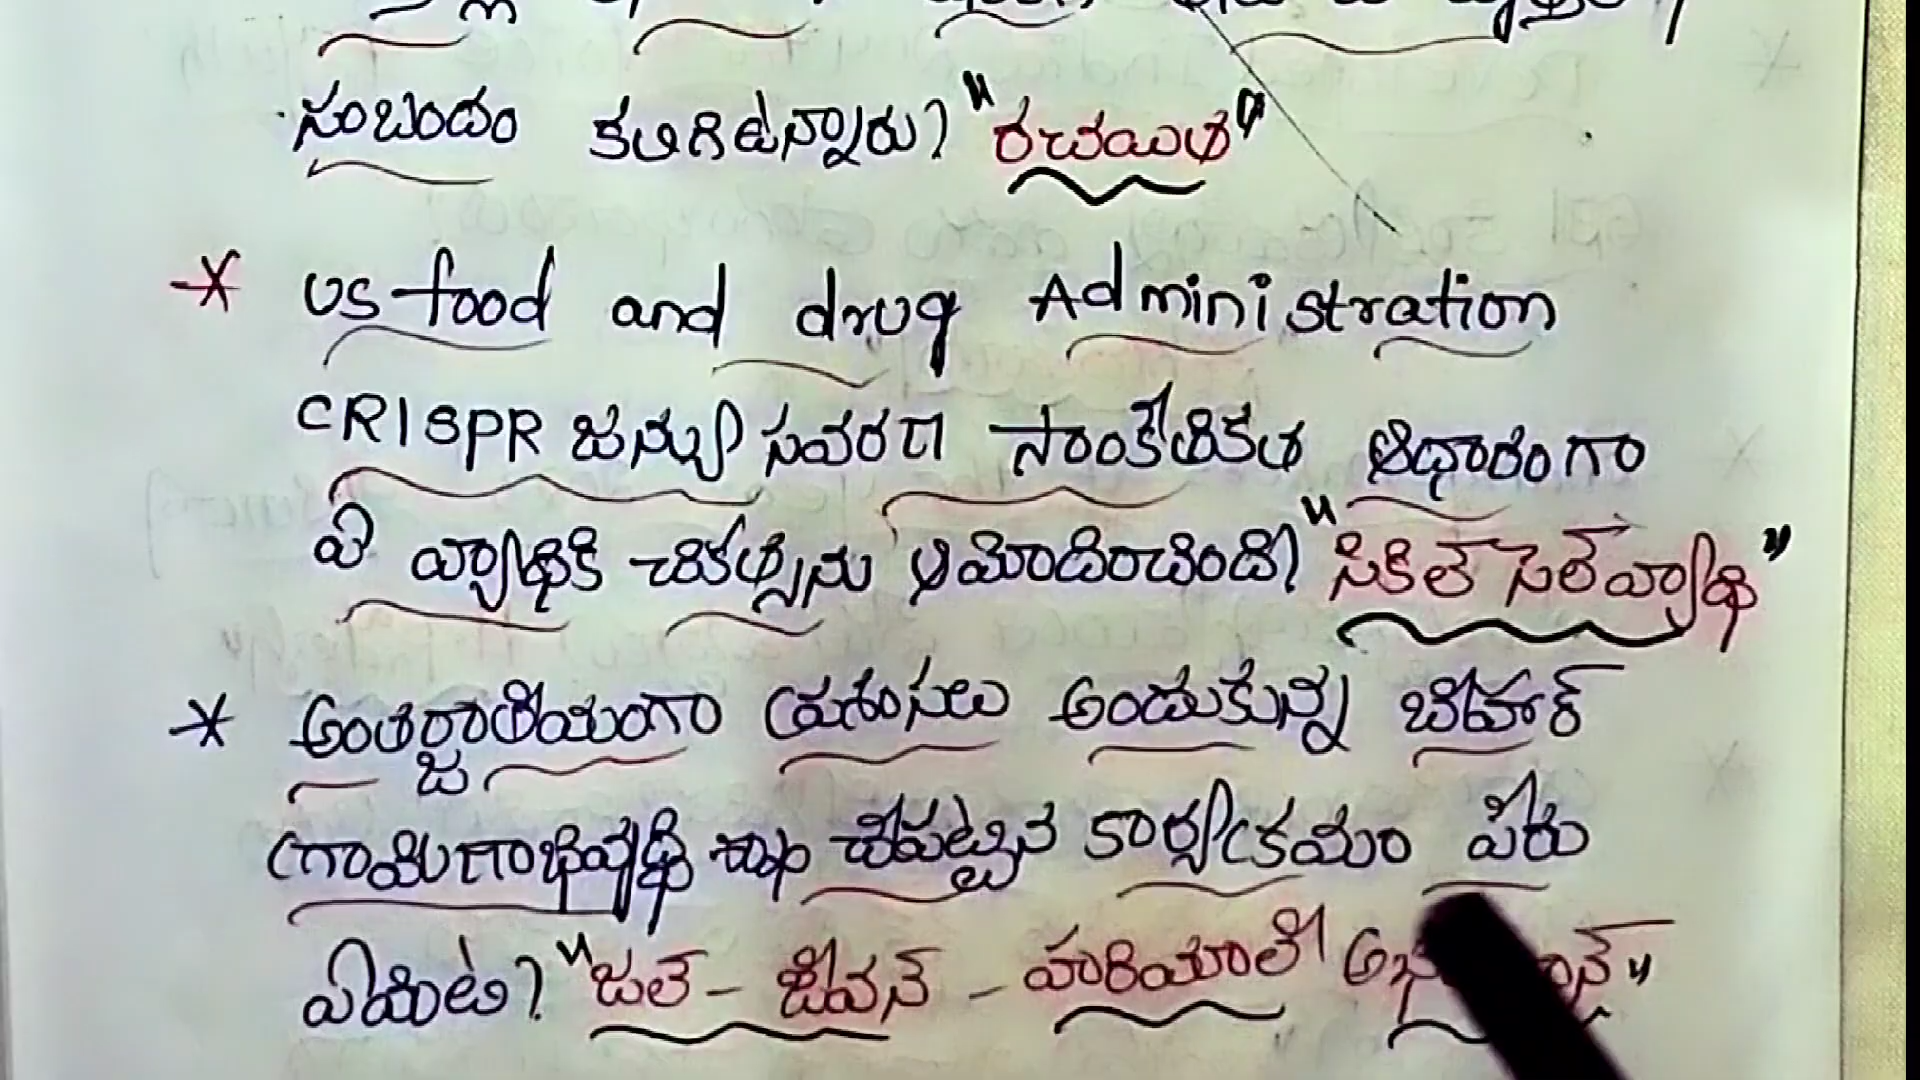 సంబందం కలిగిఉన్నారు? "రచయిత"
* US food and drug Administration
CRISPR జన్యు సవరణ సాంకేతికత ఆధారంగా
ఏ వ్యాధికి చికిత్సను ఆమోదించింది? "సికిల్ సెల్ వ్యాధి"
* అంతర్జాతీయంగా ప్రశంసలు అందుకున్న బీహార్
గ్రామీణాభివృద్ధి శాఖ చేపట్టిన కార్యక్రమం పేరు
ఏమిటి? "జల్ - జీవన్ - హరియాలీ